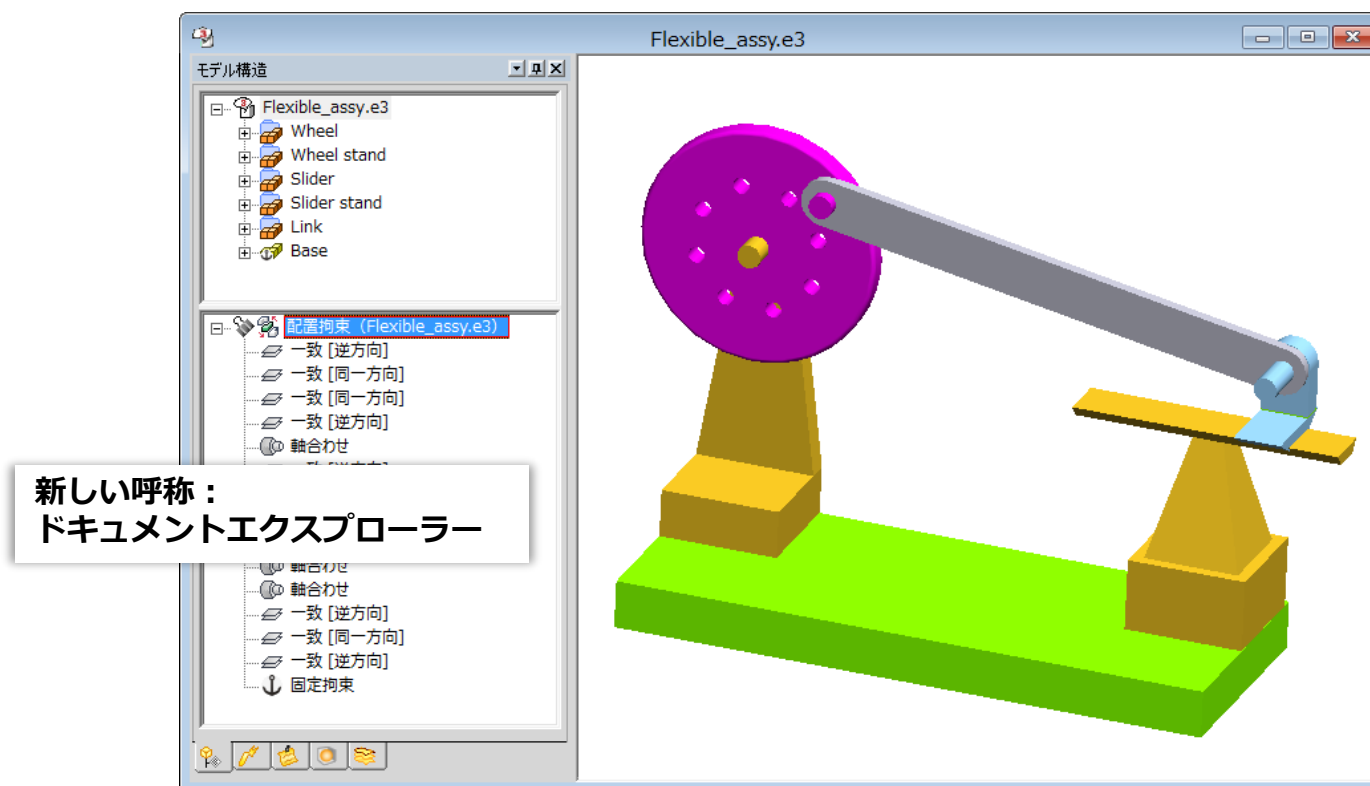 Flexible_assy.e3
モデル構造
Flexible_assy.e3
Wheel
Wheel stand
Slider
Slider stand
Link
Base
配置拘束（Flexible_assy.e3）
一致 [逆方向]
一致 [同一方向]
一致 [同一方向]
一致 [逆方向]
軸合わせ
新しい呼称：
ドキュメントエクスプローラー
軸合わせ
軸合わせ
一致 [逆方向]
一致 [同一方向]
一致 [逆方向]
固定拘束